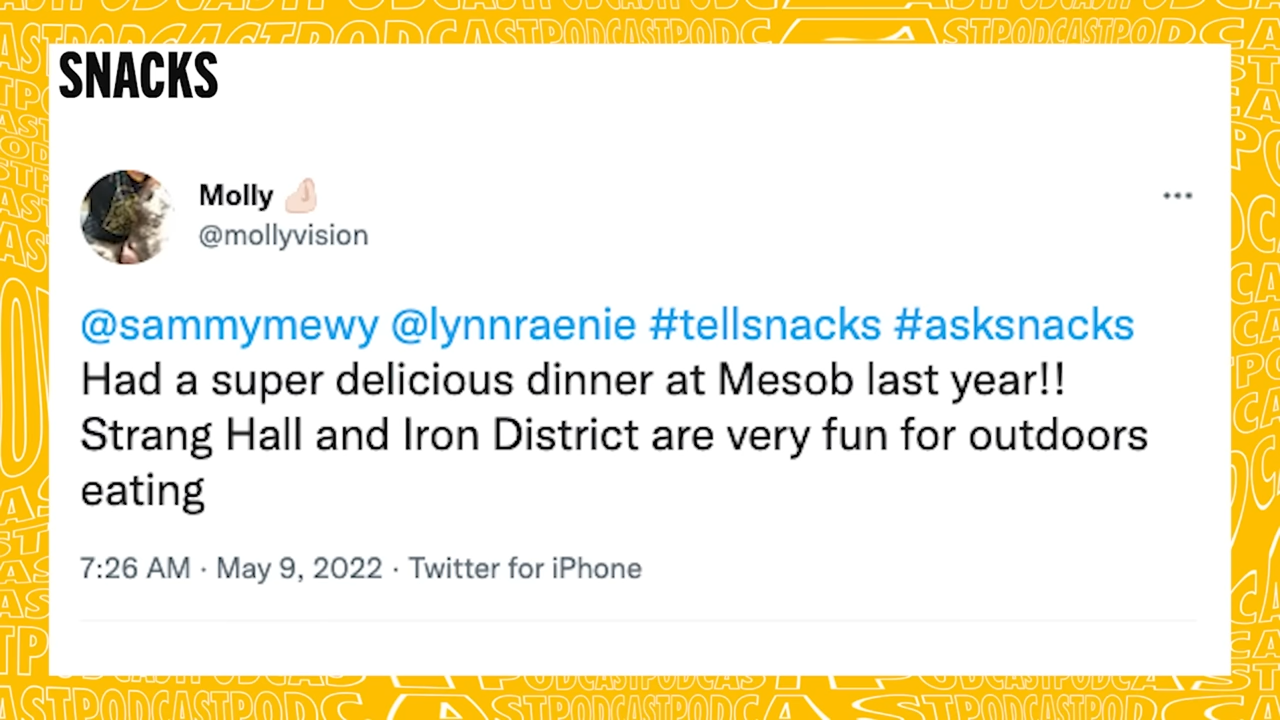 SNACKS
Molly
@mollyvision
@sammymewy @lynnraenie #tellsnacks #asksnacks
Had a super delicious dinner at Mesob last year!!
Strang Hall and Iron District are very fun for outdoors
eating
7:26 AM · May 9, 2022 · Twitter for iPhone